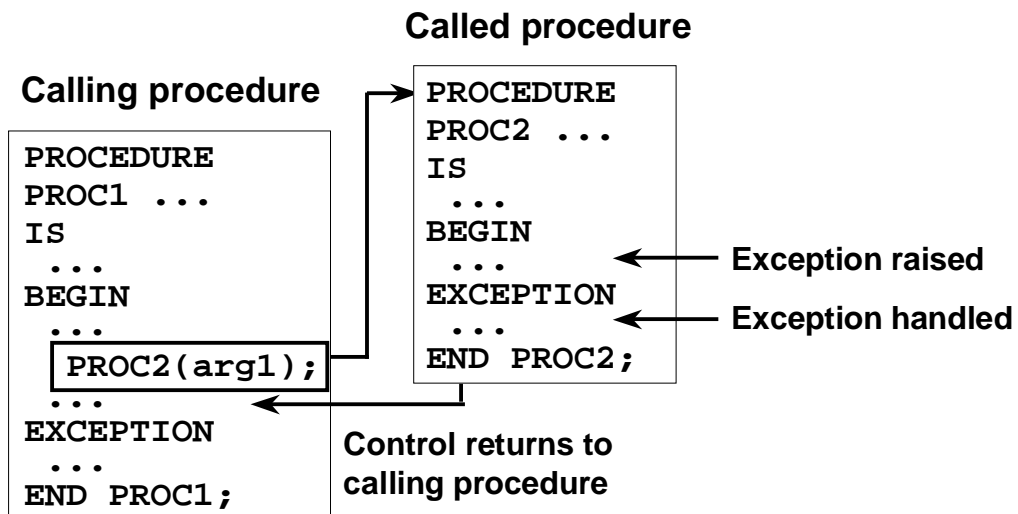 Called procedure
Calling procedure
PROCEDURE
PROC1 ...
IS
...
BEGIN
...
PROC2(arg1);
...
EXCEPTION
...
END PROC1;
PROCEDURE
PROC2 ...
IS
...
BEGIN
...
EXCEPTION
...
END PROC2;
Exception raised
Exception handled
Control returns to
calling procedure